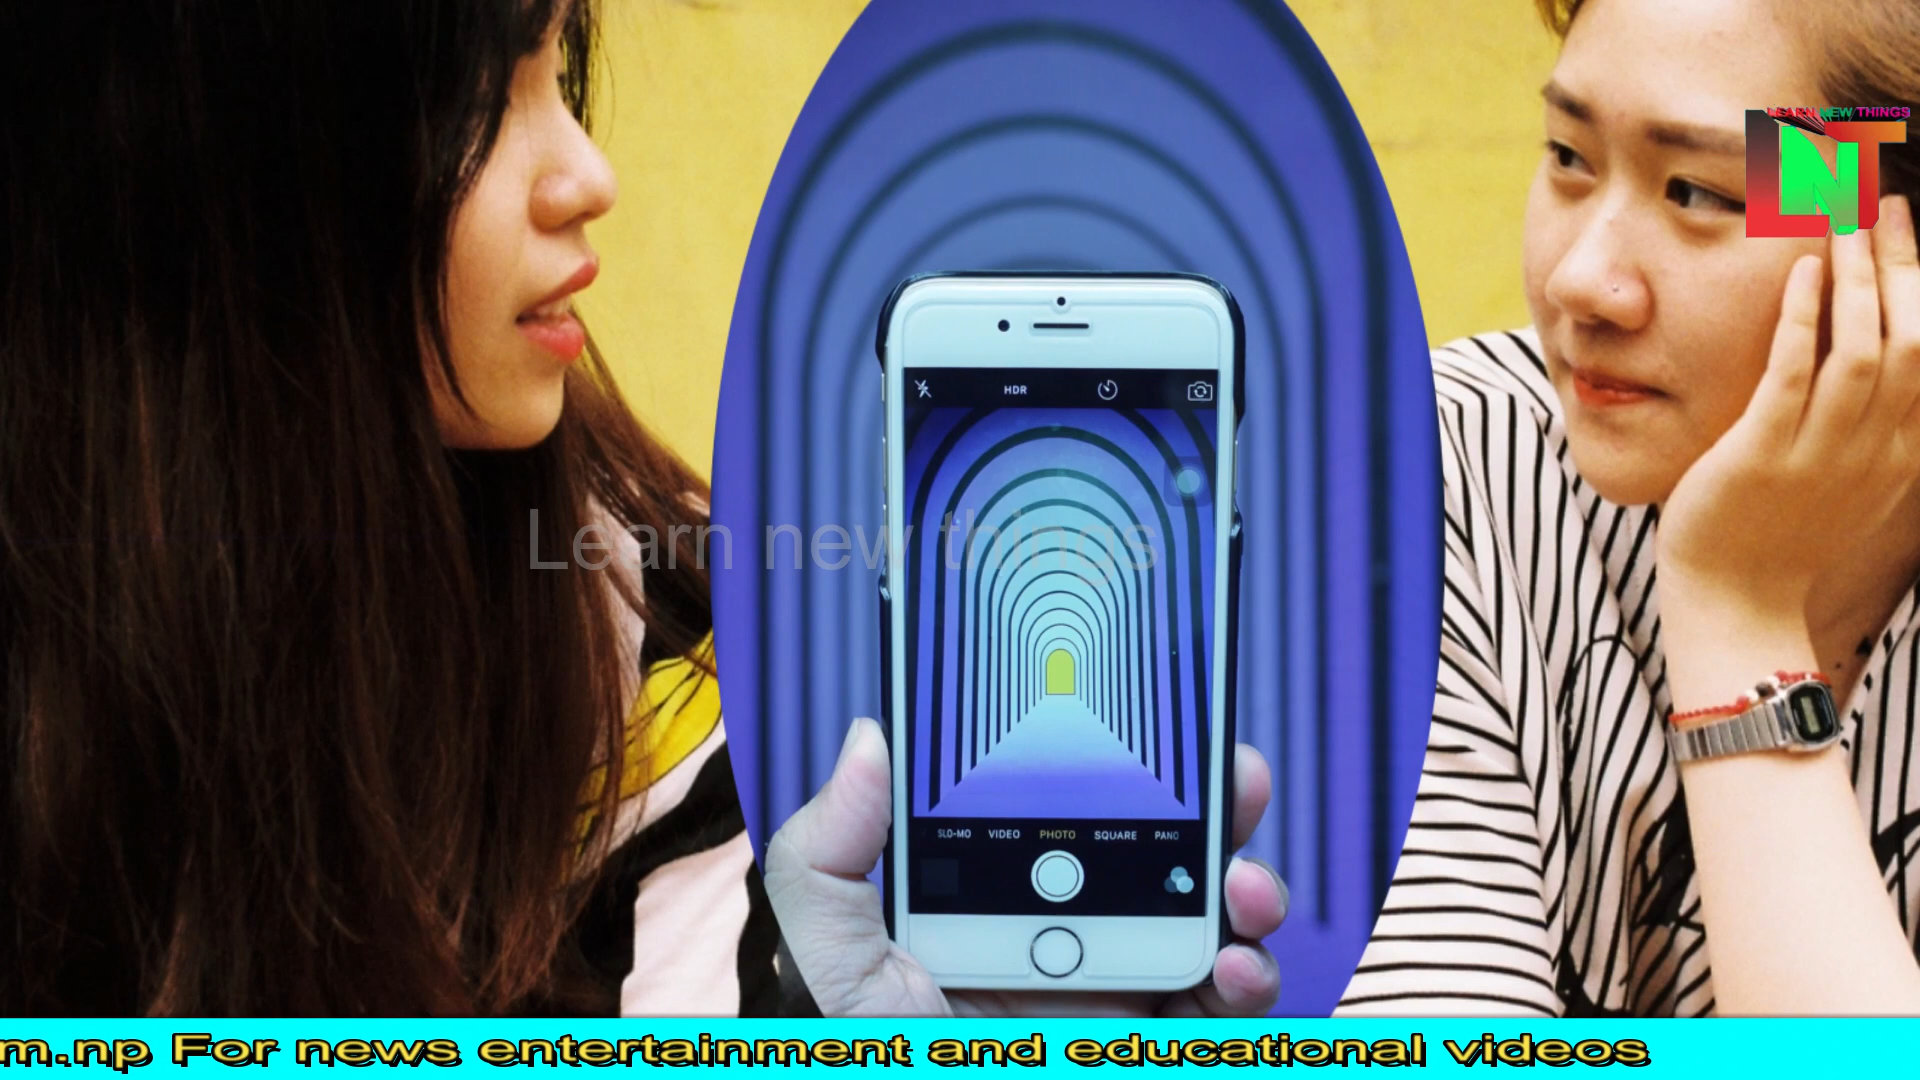 LEARN NEW THINGS
LNT
HDR
Learn new things
SLO-MO VIDEO PHOTO SQUARE PANO
m.np For news entertainment and educational videos